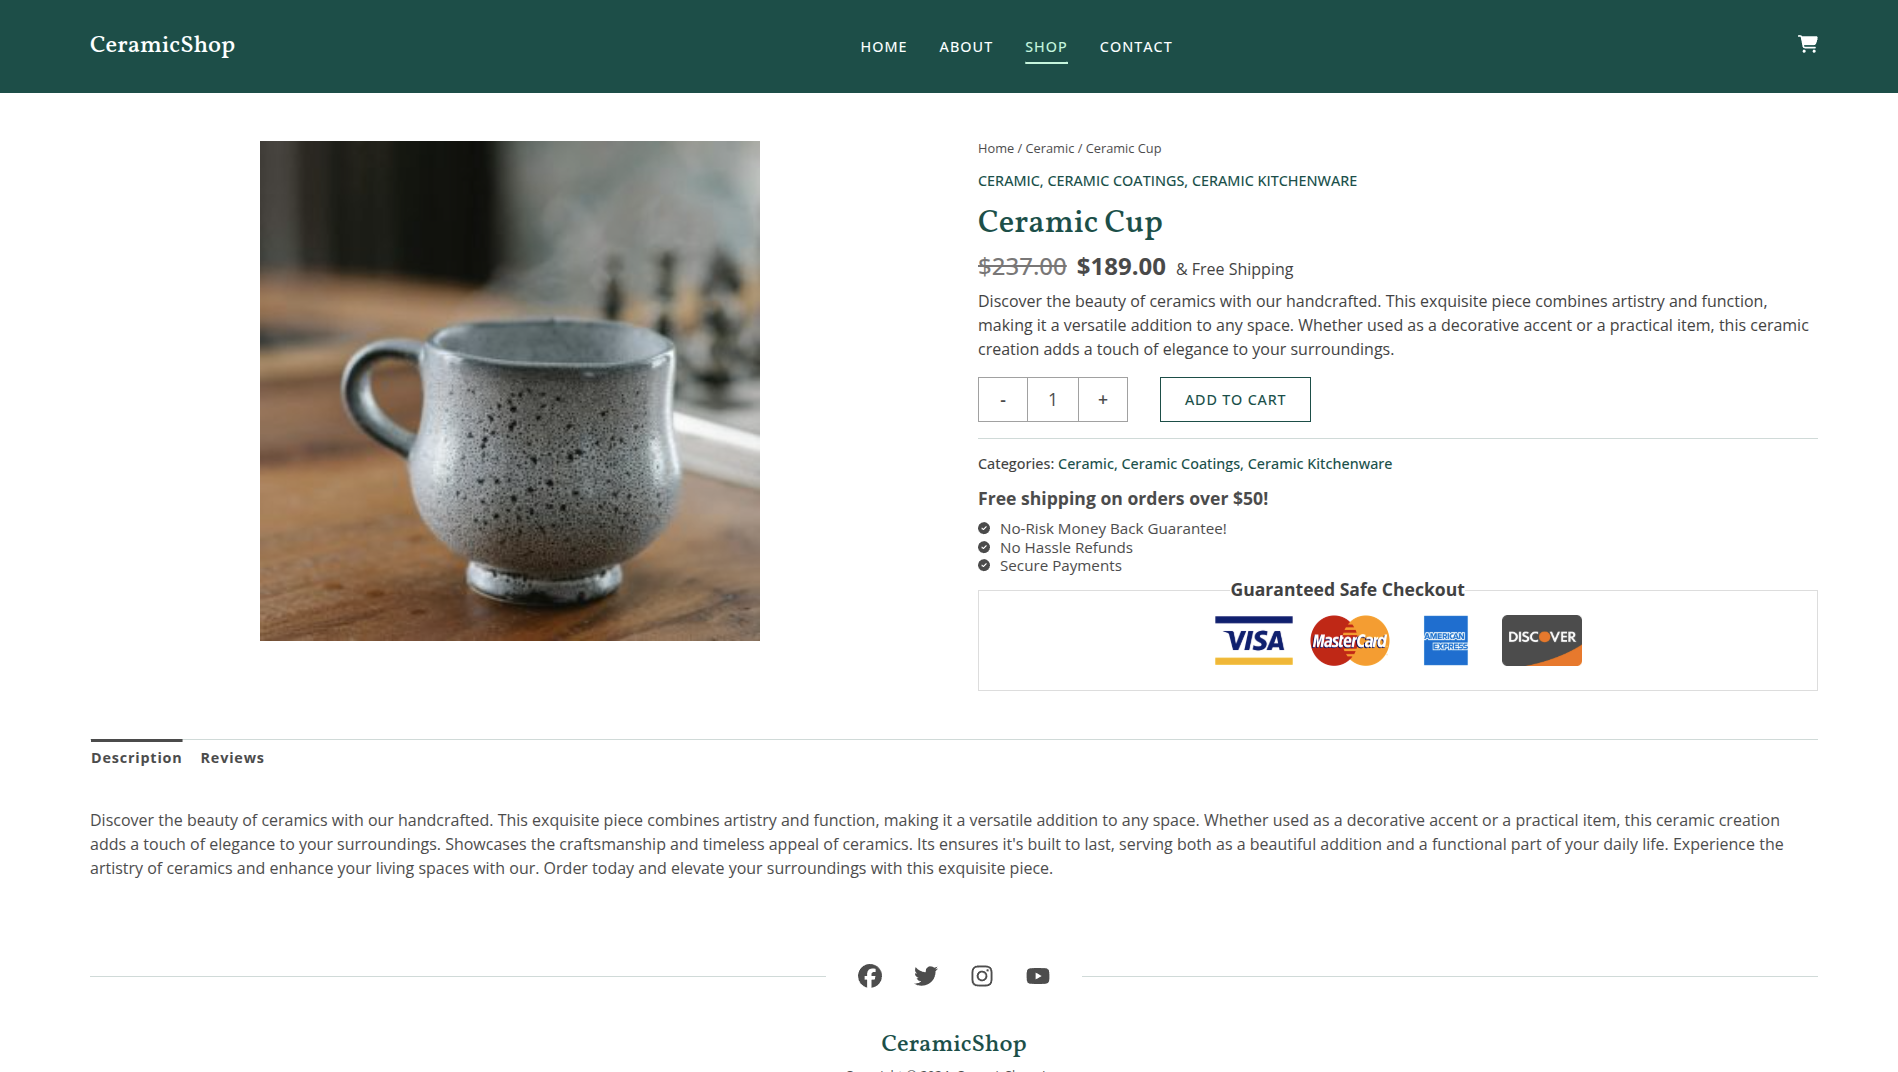 CeramicShop
HOME ABOUT SHOP CONTACT
Home / Ceramic / Ceramic Cup
CERAMIC, CERAMIC COATINGS, CERAMIC KITCHENWARE
Ceramic Cup
$237.00 $189.00 & Free Shipping
Discover the beauty of ceramics with our handcrafted. This exquisite piece combines artistry and function,
making it a versatile addition to any space. Whether used as a decorative accent or a practical item, this ceramic
creation adds a touch of elegance to your surroundings.
- 1 + ADD TO CART
Categories: Ceramic, Ceramic Coatings, Ceramic Kitchenware
Free shipping on orders over $50!
No-Risk Money Back Guarantee!
No Hassle Refunds
Secure Payments
Guaranteed Safe Checkout
VISA MasterCard AMERICAN EXPRESS DISCOVER
Description Reviews
Discover the beauty of ceramics with our handcrafted. This exquisite piece combines artistry and function, making it a versatile addition to any space. Whether used as a decorative accent or a practical item, this ceramic creation
adds a touch of elegance to your surroundings. Showcases the craftsmanship and timeless appeal of ceramics. Its ensures it's built to last, serving both as a beautiful addition and a functional part of your daily life. Experience the
artistry of ceramics and enhance your living spaces with our. Order today and elevate your surroundings with this exquisite piece.
CeramicShop